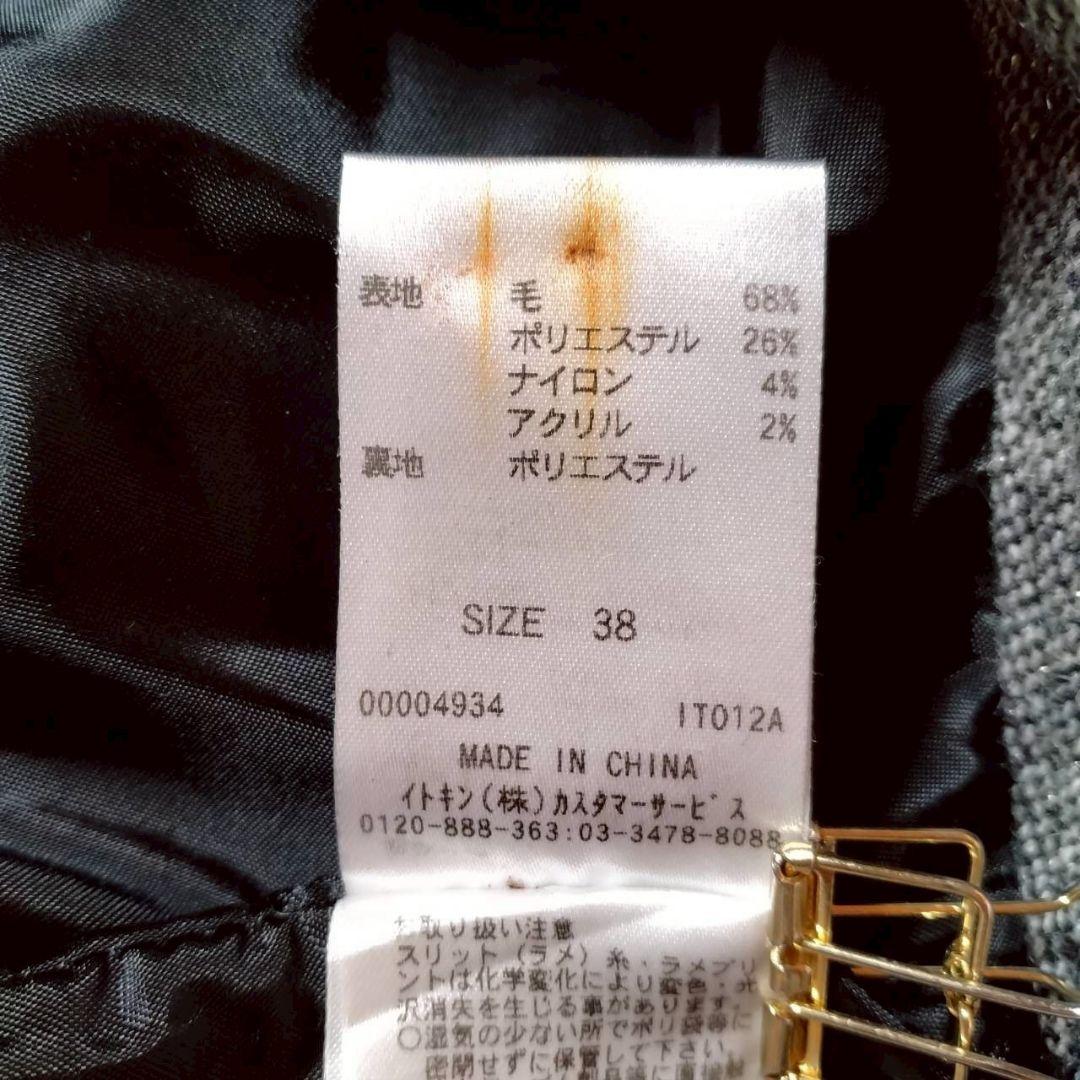 表地 毛 68%
ポリエステル 26%
ナイロン 4%
アクリル 2%
裏地 ポリエステル
SIZE 38
00004934 IT012A
MADE IN CHINA
イトキン(株)カスタマーサービス
0120-888-363:03-3478-8088
お取り扱い注意
スリット(ラメ)糸、ラメプリ
ントは化学変化により変色・光
沢消失を生じる事があります。
〇湿気の少ない所でポリ袋等に
密閉せずに保管して下さい